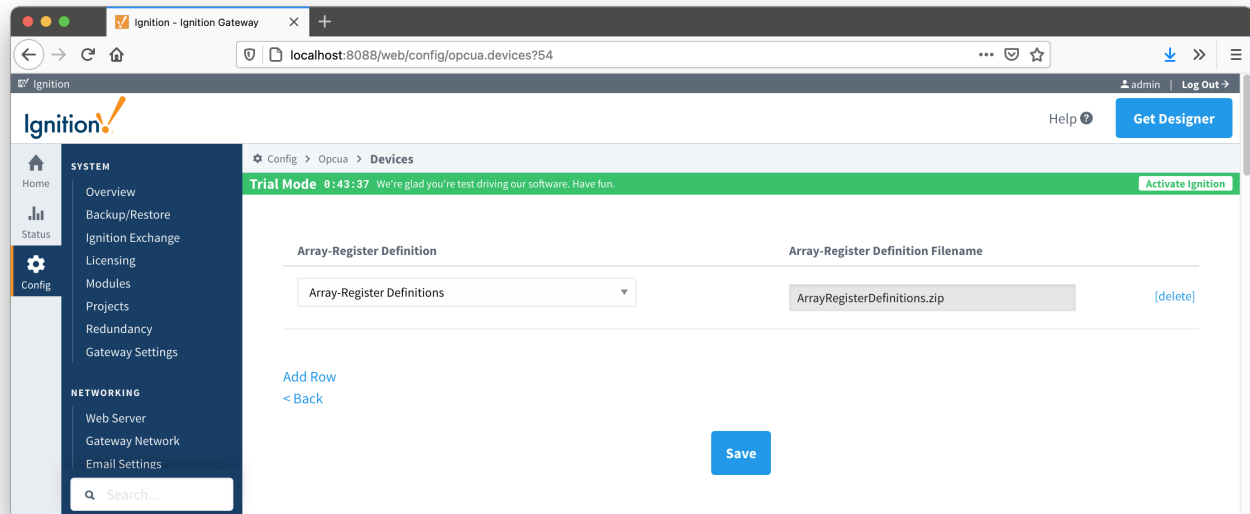 Ignition - Ignition Gateway
localhost:8088/web/config/opcua.devices?54
Ignition
admin | Log Out
Ignition!
Help
Get Designer
Config > Opcua > Devices
Trial Mode 0:43:37 We're glad you're test driving our software. Have fun.
Activate Ignition
Home
Status
Config
SYSTEM
Overview
Backup/Restore
Ignition Exchange
Licensing
Modules
Projects
Redundancy
Gateway Settings
NETWORKING
Web Server
Gateway Network
Email Settings
Search...
Array-Register Definition
Array-Register Definition Filename
Array-Register Definitions
ArrayRegisterDefinitions.zip
[delete]
Add Row
< Back
Save